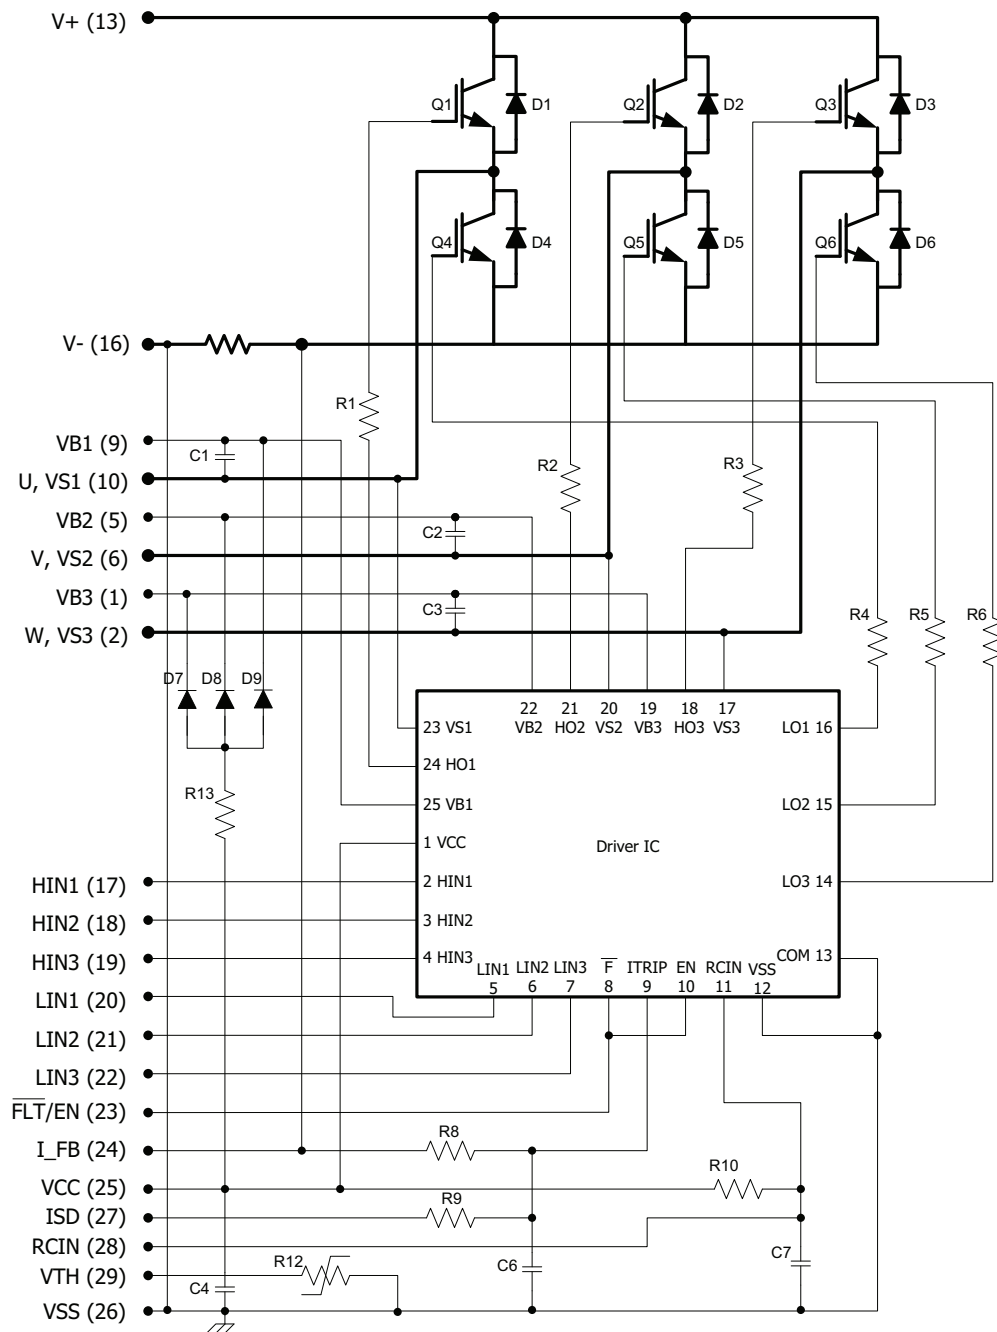 V+ (13)
Q1
D1
Q2
D2
Q3
D3
Q4
D4
Q5
D5
Q6
D6
V- (16)
R1
VB1 (9)
C1
R2
R3
U, VS1 (10)
VB2 (5)
C2
V, VS2 (6)
VB3 (1)
C3
R4
R5
R6
W, VS3 (2)
D7
D8
D9
22
21
20
19
18
17
VB2
HO2
VS2
VB3
HO3
VS3
23 VS1
LO1 16
24 HO1
R13
25 VB1
LO2 15
1 VCC
Driver IC
HIN1 (17)
2 HIN1
LO3 14
HIN2 (18)
3 HIN2
HIN3 (19)
4 HIN3
COM 13
LIN1
LIN2
LIN3
F
ITRIP
EN
RCIN
VSS
5
6
7
8
9
10
11
12
LIN1 (20)
LIN2 (21)
LIN3 (22)
FLT/EN (23)
I_FB (24)
R8
VCC (25)
R10
ISD (27)
R9
RCIN (28)
R12
C6
C7
VTH (29)
C4
VSS (26)